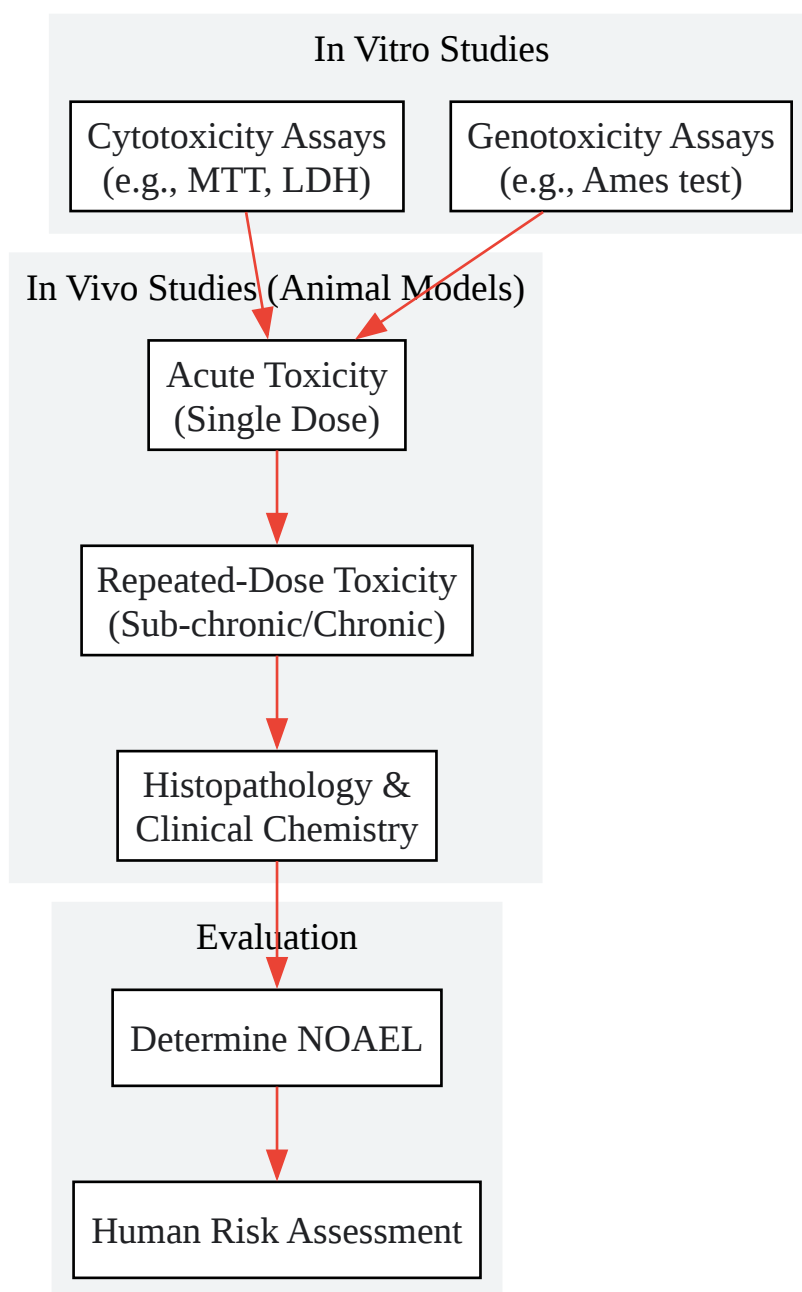 In Vitro Studies
Cytotoxicity Assays
(e.g., MTT, LDH)
Genotoxicity Assays
(e.g., Ames test)
In Vivo Studies (Animal Models)
Acute Toxicity
(Single Dose)
Repeated-Dose Toxicity
(Sub-chronic/Chronic)
Histopathology &
Clinical Chemistry
Evaluation
Determine NOAEL
Human Risk Assessment